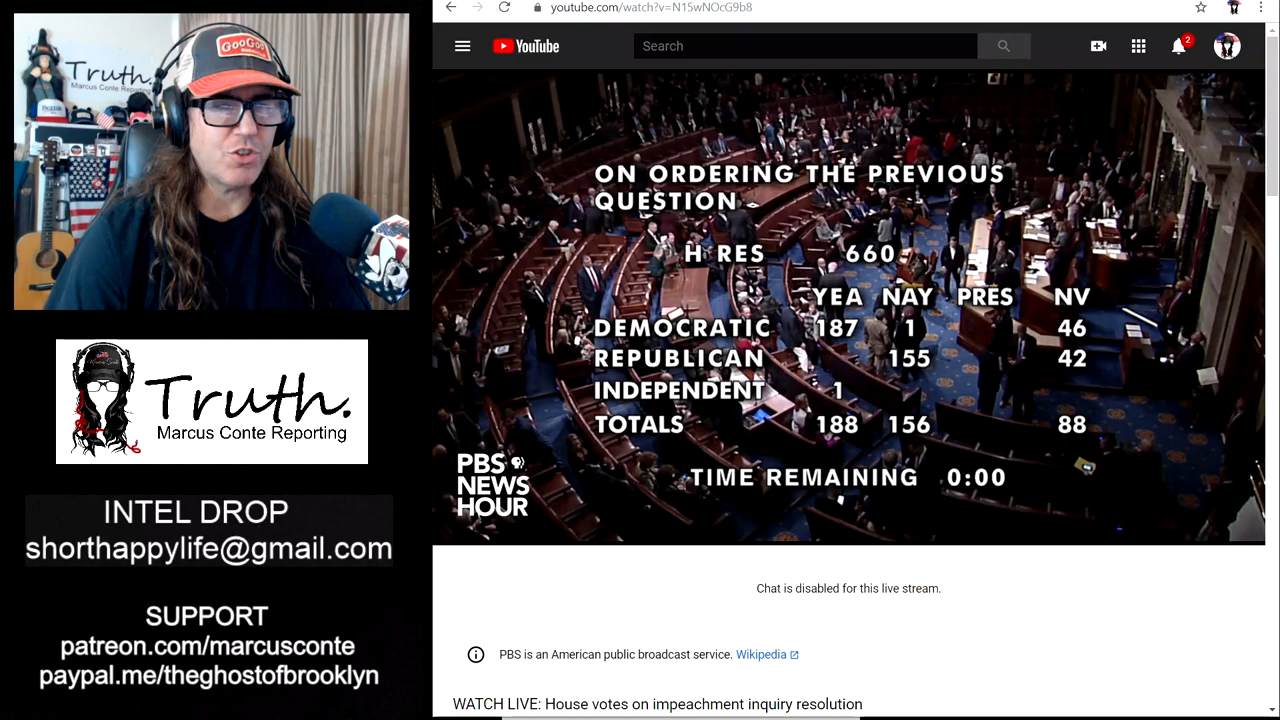 youtube.com/watch?v=N15wNOcG9b8
YouTube
Search
2
GooGoo
Truth.
Marcus Conte Reporting
ON ORDERING THE PREVIOUS
QUESTION
H RES 660
YEA NAY PRES NV
DEMOCRATIC 187 1 46
REPUBLICAN 155 42
INDEPENDENT 1
TOTALS 188 156 88
TIME REMAINING 0:00
PBS
NEWS
HOUR
Truth.
Marcus Conte Reporting
INTEL DROP
shorthappylife@gmail.com
SUPPORT
patreon.com/marcusconte
paypal.me/theghostofbrooklyn
Chat is disabled for this live stream.
PBS is an American public broadcast service. Wikipedia
WATCH LIVE: House votes on impeachment inquiry resolution